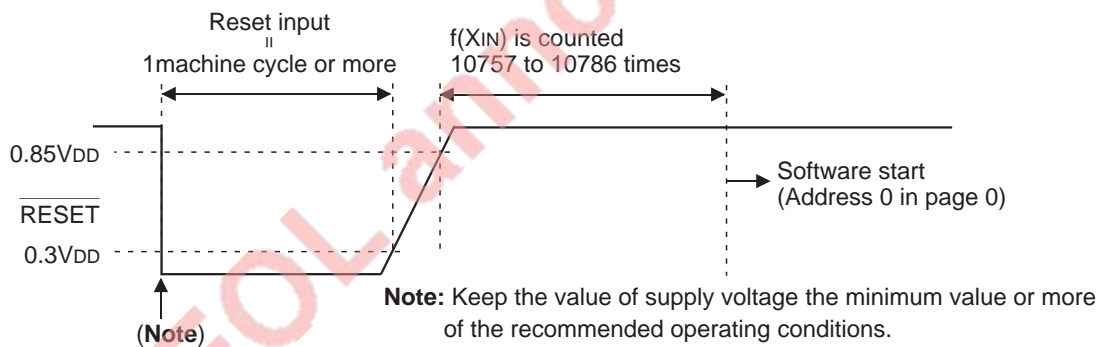 Reset input
=
1machine cycle or more
f(XIN) is counted
10757 to 10786 times
0.85VDD
RESET
0.3VDD
Software start
(Address 0 in page 0)
Note: Keep the value of supply voltage the minimum value or more
of the recommended operating conditions.
(Note)
EOL anno